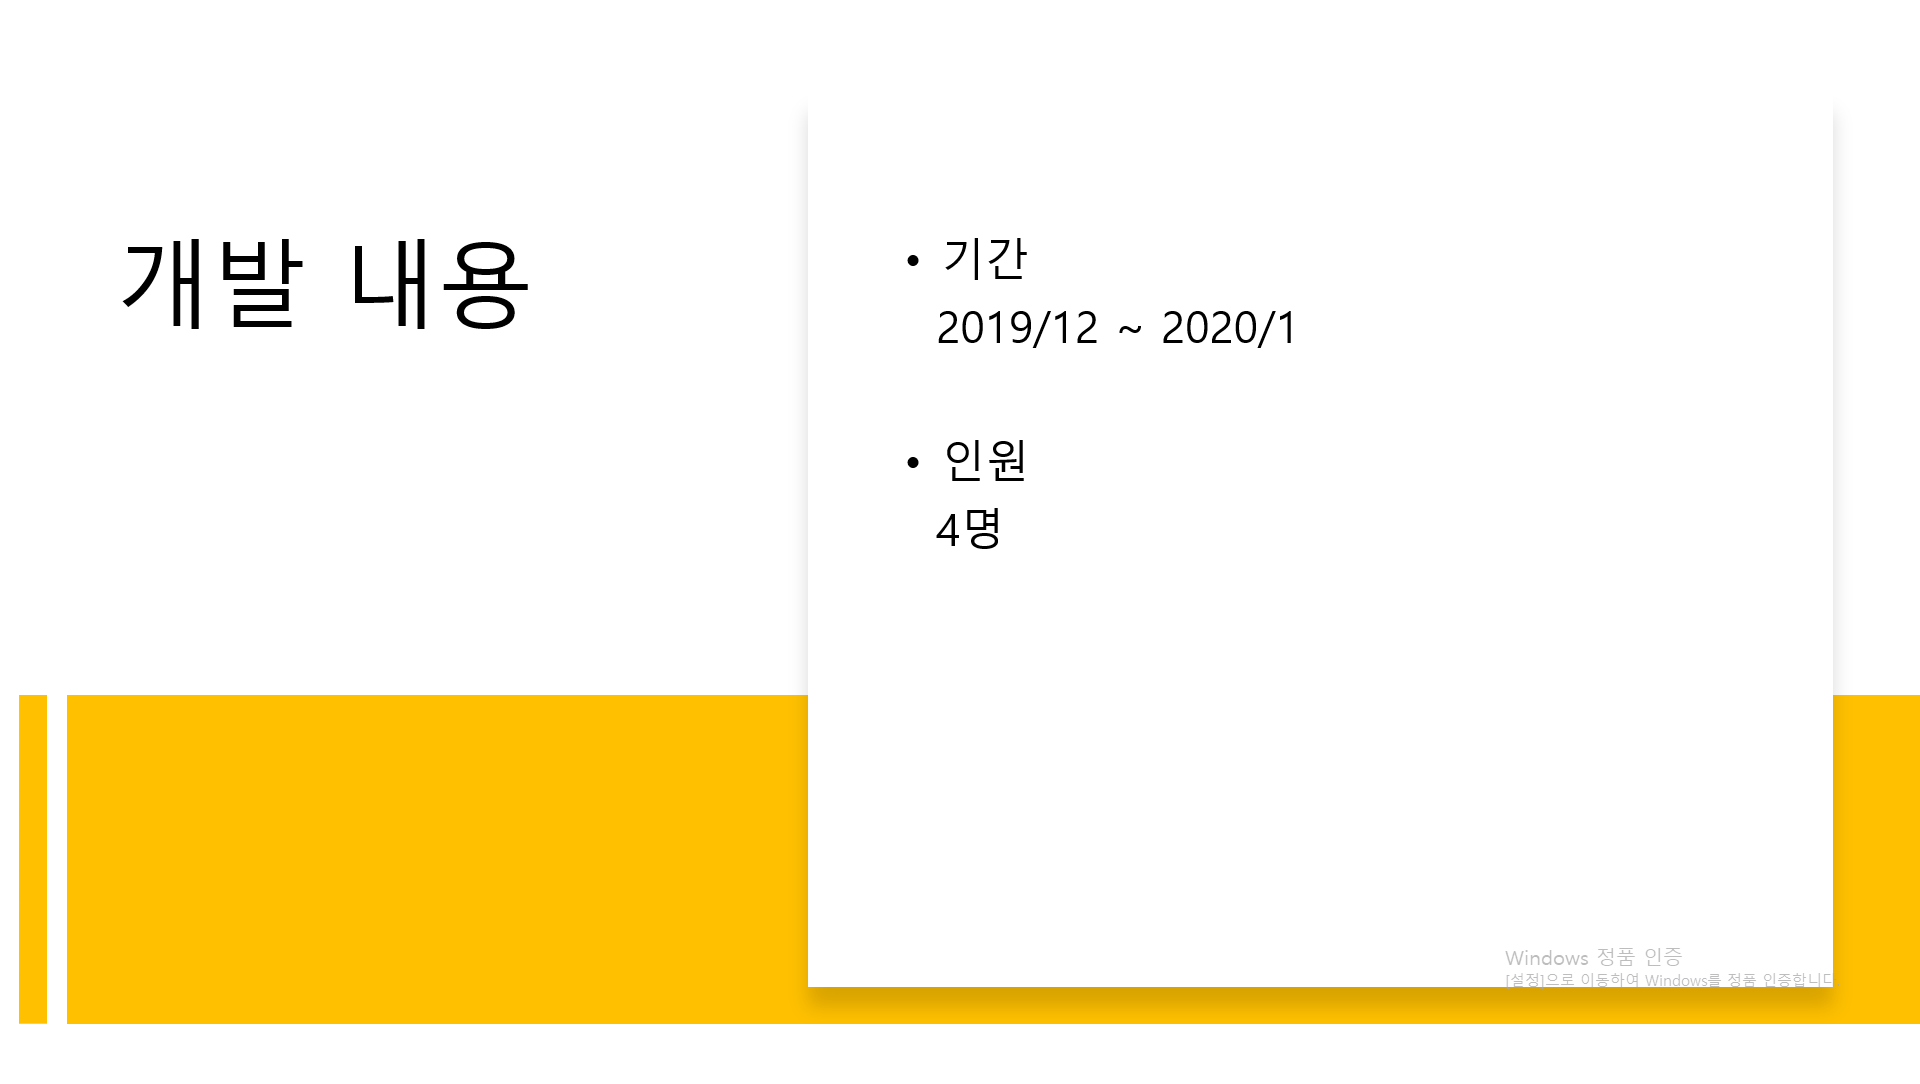 개발 내용
• 기간
2019/12 ~ 2020/1
• 인원
4명
Windows 정품 인증
[설정]으로 이동하여 Windows를 정품 인증합니다.